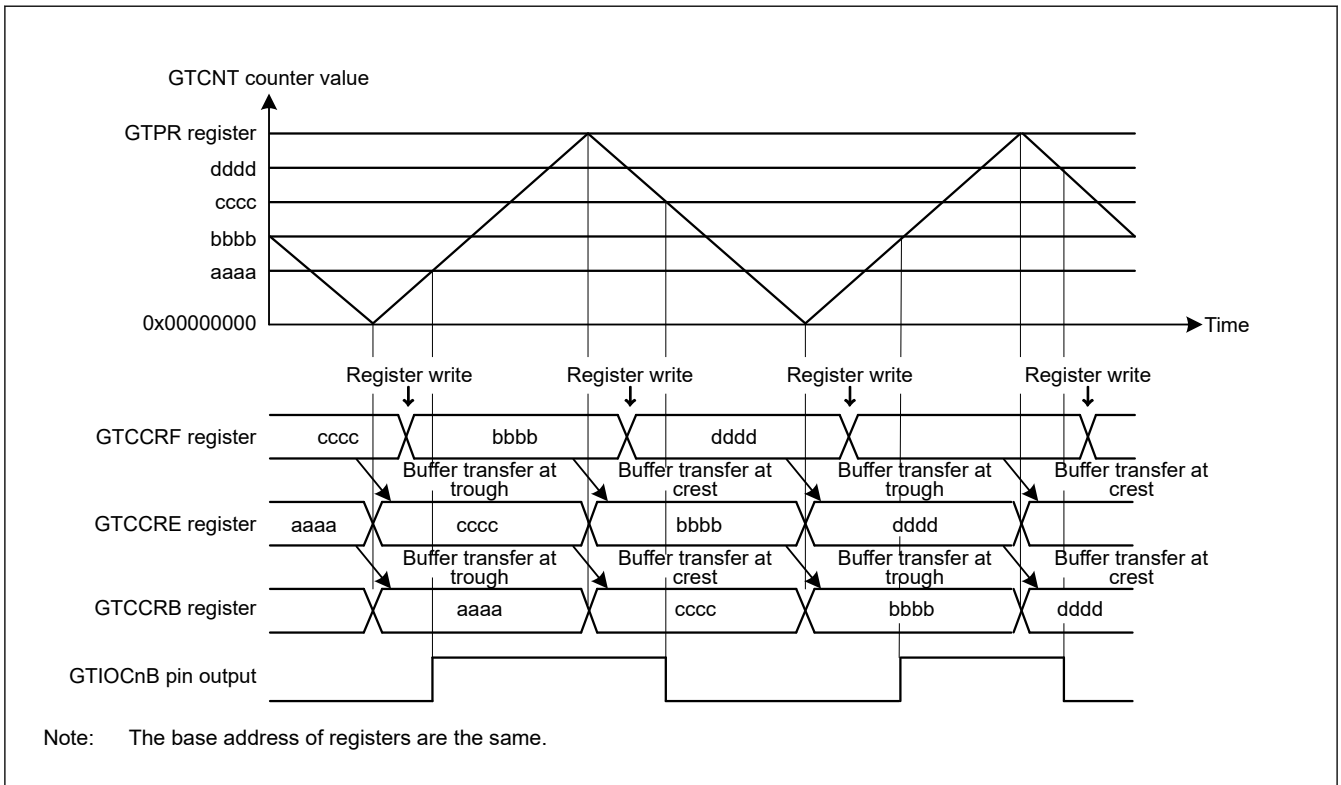 GTCNT counter value
GTPR register
dddd
cccc
bbbb
aaaa
0x00000000
Time
Register write Register write Register write Register write
GTCCRF register cccc bbbb dddd
Buffer transfer at Buffer transfer at Buffer transfer at Buffer transfer at
trough crest trough crest
GTCCRE register aaaa cccc bbbb dddd
Buffer transfer at Buffer transfer at Buffer transfer at Buffer transfer at
trough crest trough crest
GTCCRB register aaaa cccc bbbb dddd
GTIOCnB pin output
Note: The base address of registers are the same.